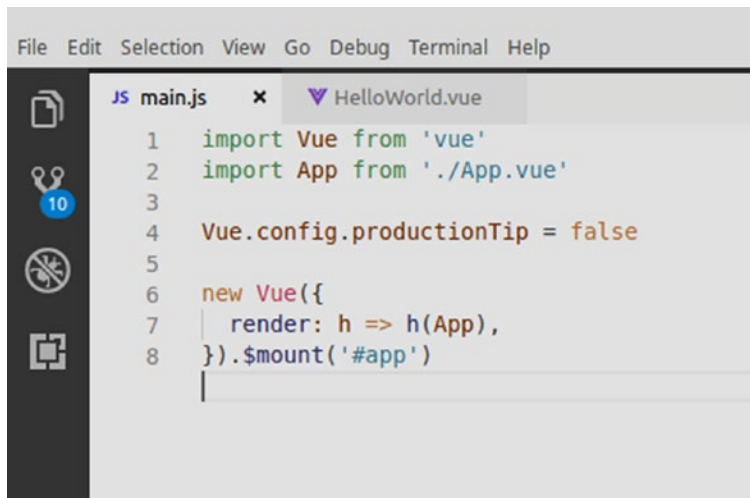 File Edit Selection View Go Debug Terminal Help
JS main.js × HelloWorld.vue
1 import Vue from 'vue'
2 import App from './App.vue'
3
4 Vue.config.productionTip = false
5
6 new Vue({
7 render: h => h(App),
8 }).$mount('#app')
10